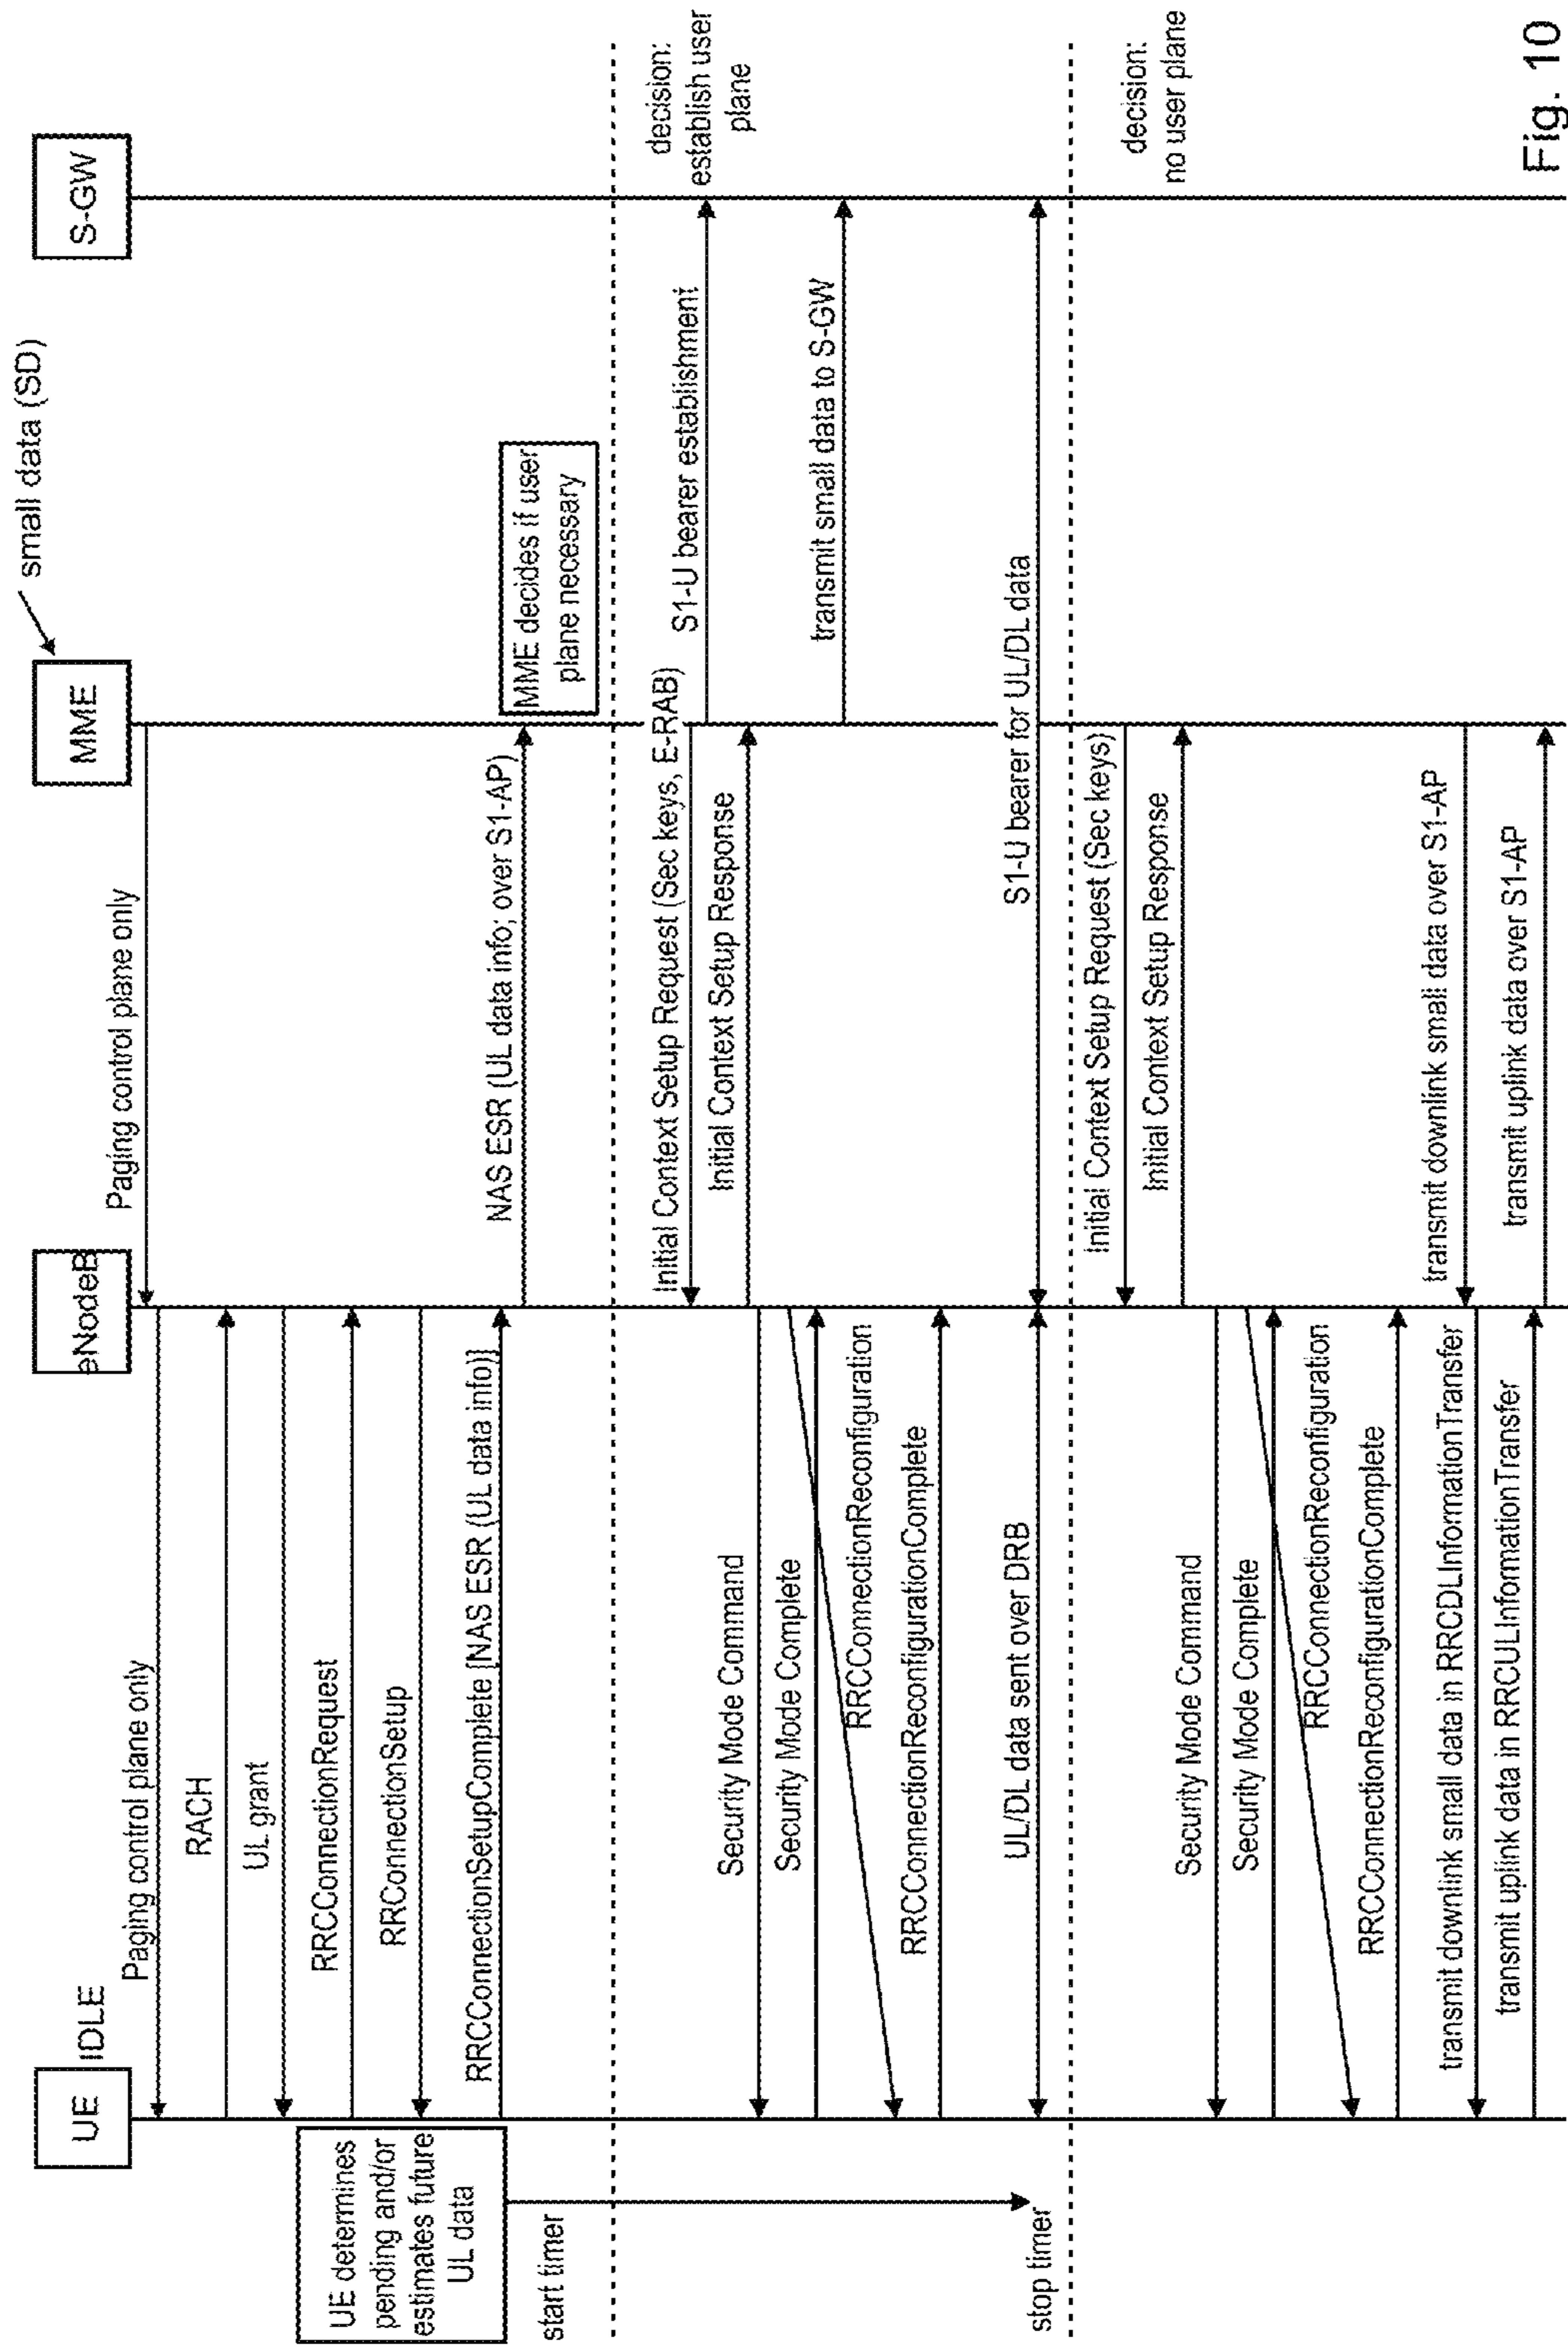 small data (SD)
UE
IDLE
eNodeB
MME
S-GW
Paging control plane only
Paging control plane only
RACH
UL grant
RRCConnectionRequest
UE determines
pending and/or
estimates future
UL data
RRConnectionSetup
RRCConnectionSetupComplete [NAS ESR (UL data info)]
NAS ESR (UL data info; over S1-AP)
MME decides if user
plane necessary
start timer
decision:
establish user
plane
Initial Context Setup Request (Sec keys, E-RAB)
S1-U bearer establishment
Initial Context Setup Response
Security Mode Command
Security Mode Complete
transmit small data to S-GW
RRCConnectionReconfiguration
RRCConnectionReconfigurationComplete
UL/DL data sent over DRB
S1-U bearer for UL/DL data
stop timer
decision:
no user plane
Initial Context Setup Request (Sec keys)
Initial Context Setup Response
Security Mode Command
Security Mode Complete
RRCConnectionReconfiguration
RRCConnectionReconfigurationComplete
transmit downlink small data over S1-AP
transmit downlink small data in RRCDLInformationTransfer
transmit uplink data over S1-AP
transmit uplink data in RRCULInformationTransfer
Fig. 10